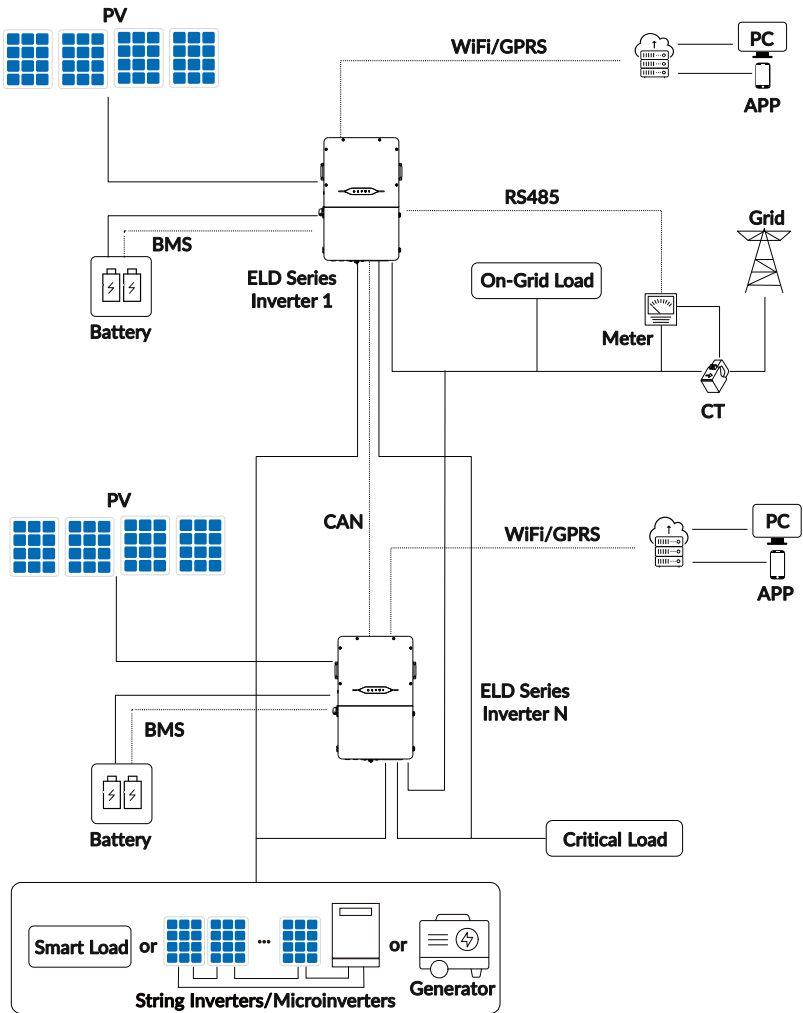 PV
WiFi/GPRS
PC
APP
RS485
Grid
BMS
ELD Series
Inverter 1
On-Grid Load
Battery
Meter
CT
PV
CAN
WiFi/GPRS
PC
APP
ELD Series
Inverter N
BMS
Battery
Critical Load
Smart Load or ... or
String Inverters/Microinverters
Generator